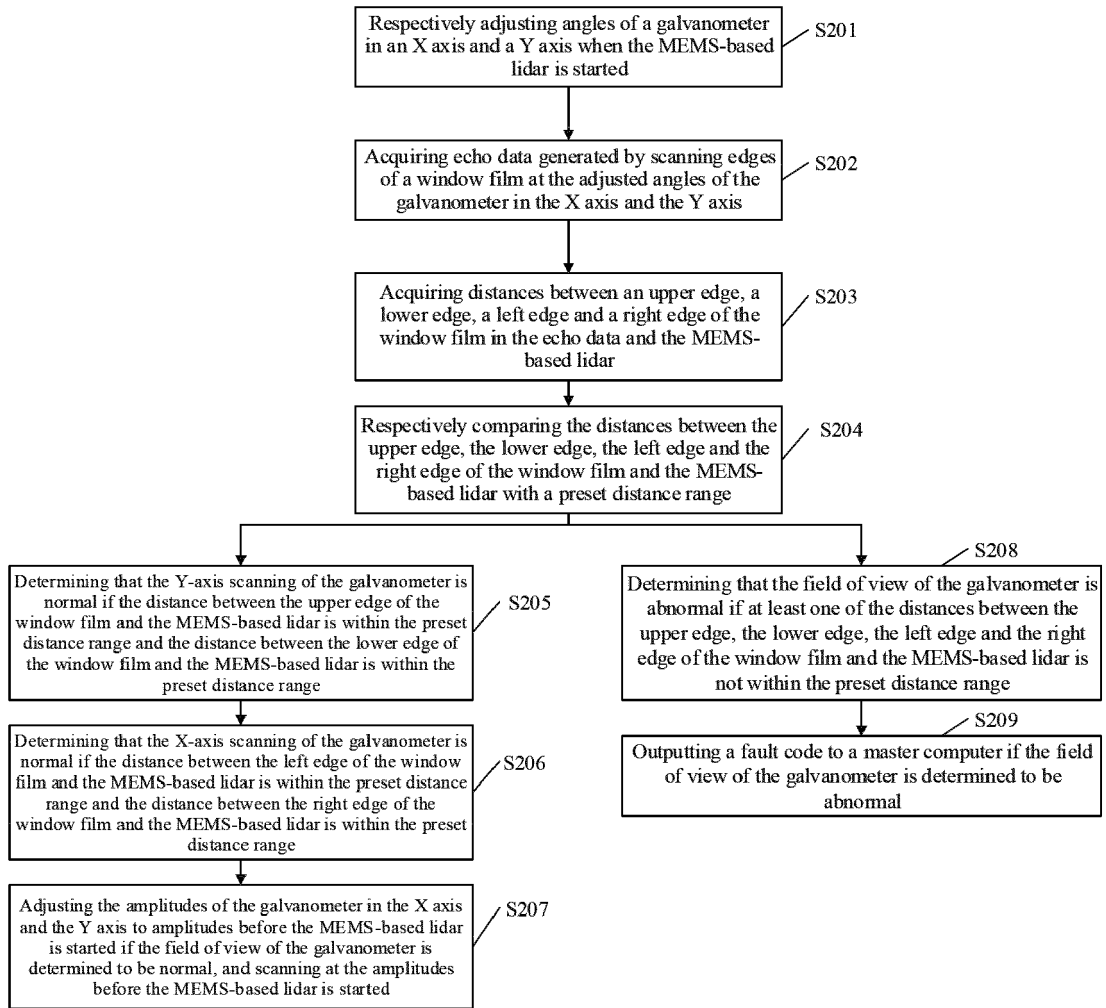 Respectively adjusting angles of a galvanometer
in an X axis and a Y axis when the MEMS-based
lidar is started
S201
Acquiring echo data generated by scanning edges
of a window film at the adjusted angles of the
galvanometer in the X axis and the Y axis
S202
Acquiring distances between an upper edge, a
lower edge, a left edge and a right edge of the
window film in the echo data and the MEMS-
based lidar
S203
Respectively comparing the distances between the
upper edge, the lower edge, the left edge and the
right edge of the window film and the MEMS-
based lidar with a preset distance range
S204
Determining that the Y-axis scanning of the galvanometer is
normal if the distance between the upper edge of the
window film and the MEMS-based lidar is within the
preset distance range and the distance between the lower edge of
the window film and the MEMS-based lidar is within the
preset distance range
S205
Determining that the X-axis scanning of the galvanometer is
normal if the distance between the left edge of the window
film and the MEMS-based lidar is within the preset distance
range and the distance between the right edge of the
window film and the MEMS-based lidar is within the preset
distance range
S206
Adjusting the amplitudes of the galvanometer in the X axis
and the Y axis to amplitudes before the MEMS-based lidar
is started if the field of view of the galvanometer is
determined to be normal, and scanning at the amplitudes
before the MEMS-based lidar is started
S207
S208
Determining that the field of view of the galvanometer is
abnormal if at least one of the distances between the
upper edge, the lower edge, the left edge and the right
edge of the window film and the MEMS-based lidar is
not within the preset distance range
S209
Outputting a fault code to a master computer if the field
of view of the galvanometer is determined to be
abnormal